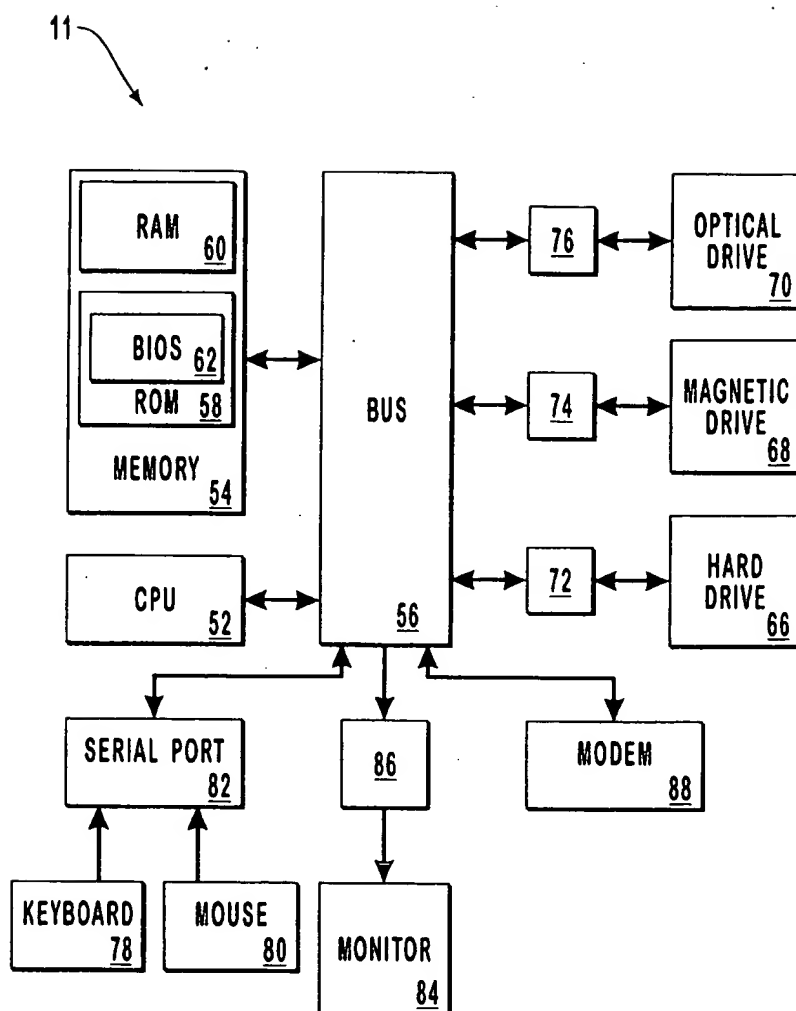 11
RAM
60
BIOS
62
ROM 58
MEMORY
54
CPU
52
BUS
56
76
OPTICAL
DRIVE
70
74
MAGNETIC
DRIVE
68
72
HARD
DRIVE
66
SERIAL PORT
82
86
MODEM
88
KEYBOARD
78
MOUSE
80
MONITOR
84